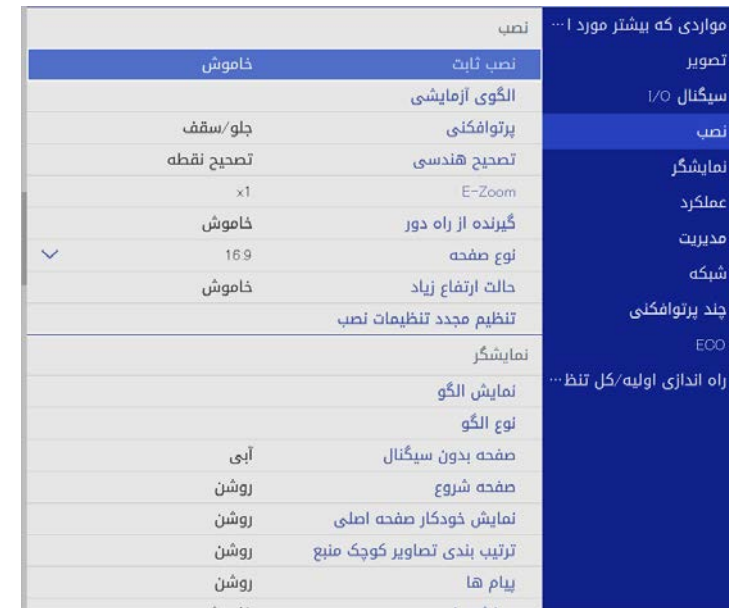 مواردی که بیشتر مورد ا…
تصویر
سیگنال I/O
نصب
نمایشگر
عملکرد
مدیریت
شبکه
چند پرتوافکنی
ECO
راه اندازی اولیه/کل تنظ…
نصب
نصب ثابت خاموش
الگوی آزمایشی
پرتوافکنی جلو/سقف
تصحیح هندسی تصحیح نقطه
E-Zoom x1
گیرنده از راه دور خاموش
نوع صفحه 16:9
حالت ارتفاع زیاد خاموش
تنظیم مجدد تنظیمات نصب
نمایشگر
نمایش الگو
نوع الگو
صفحه بدون سیگنال آبی
صفحه شروع روشن
نمایش خودکار صفحه اصلی روشن
ترتیب بندی تصاویر کوچک منبع روشن
پیام ها روشن